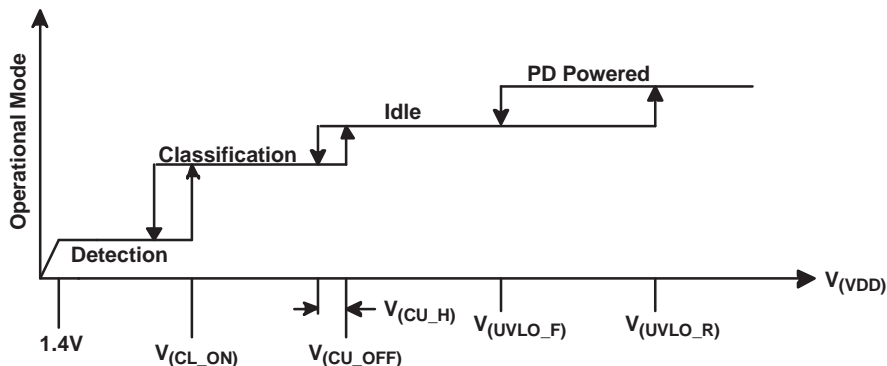 Operational Mode
PD Powered
Idle
Classification
Detection
V(VDD)
1.4V
V(CL_ON)
V(CU_H)
V(CU_OFF)
V(UVLO_F)
V(UVLO_R)